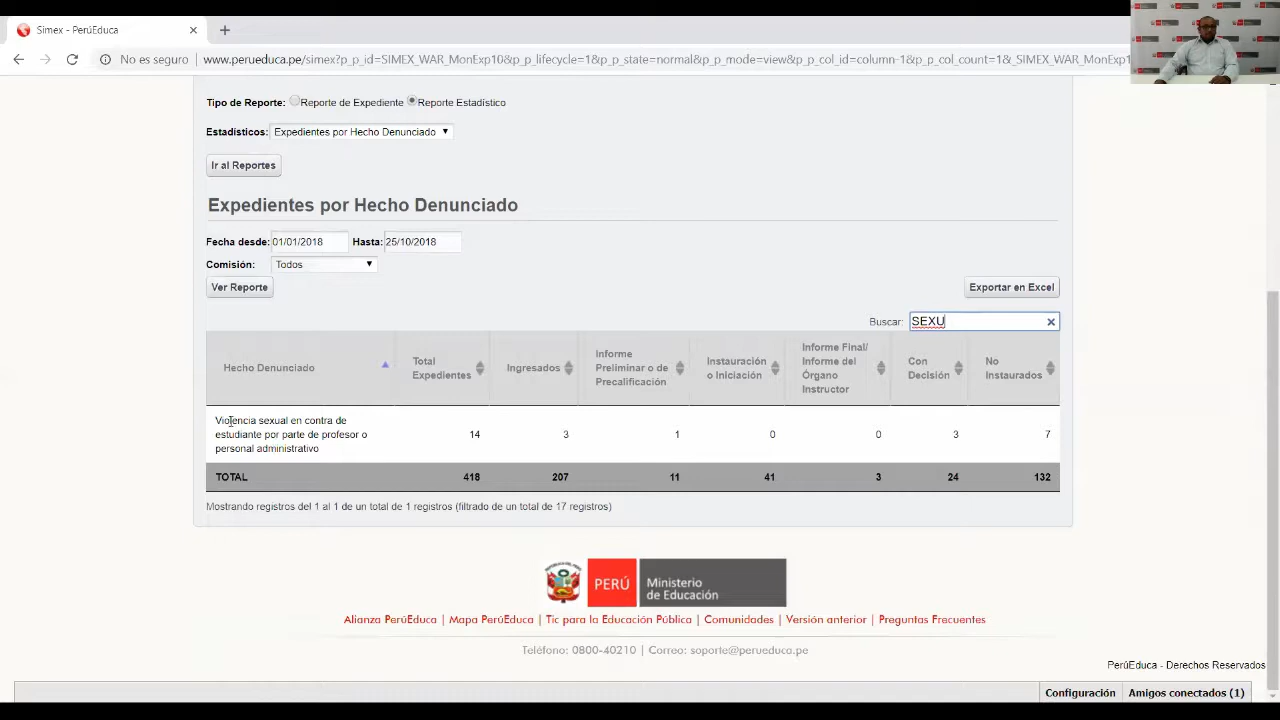 Simex - PerúEduca
No es seguro
www.perueduca.pe/simex?p_p_id=SIMEX_WAR_MonExp10&p_p_lifecycle=1&p_p_state=normal&p_p_mode=view&p_p_col_id=column-1&p_p_col_count=1&_SIMEX_WAR_MonExp1
Tipo de Reporte: Reporte de Expediente Reporte Estadístico
Estadísticos: Expedientes por Hecho Denunciado
Ir al Reportes
Expedientes por Hecho Denunciado
Fecha desde: 01/01/2018 Hasta: 25/10/2018
Comisión: Todos
Ver Reporte
Exportar en Excel
Buscar: SEXU
Hecho Denunciado
Total
Expedientes
Ingresados
Informe
Preliminar o de
Precalificación
Instauración
o Iniciación
Informe Final/
Informe del
Órgano
Instructor
Con
Decisión
No
Instaurados
Violencia sexual en contra de
estudiante por parte de profesor o
personal administrativo
14 3 1 0 0 3 7
TOTAL 418 207 11 41 3 24 132
Mostrando registros del 1 al 1 de un total de 1 registros (filtrado de un total de 17 registros)
PERÚ
Ministerio
de Educación
Alianza PerúEduca | Mapa PerúEduca | Tic para la Educación Pública | Comunidades | Versión anterior | Preguntas Frecuentes
Teléfono: 0800-40210 | Correo: soporte@perueduca.pe
PerúEduca - Derechos Reservados
Configuración
Amigos conectados (1)